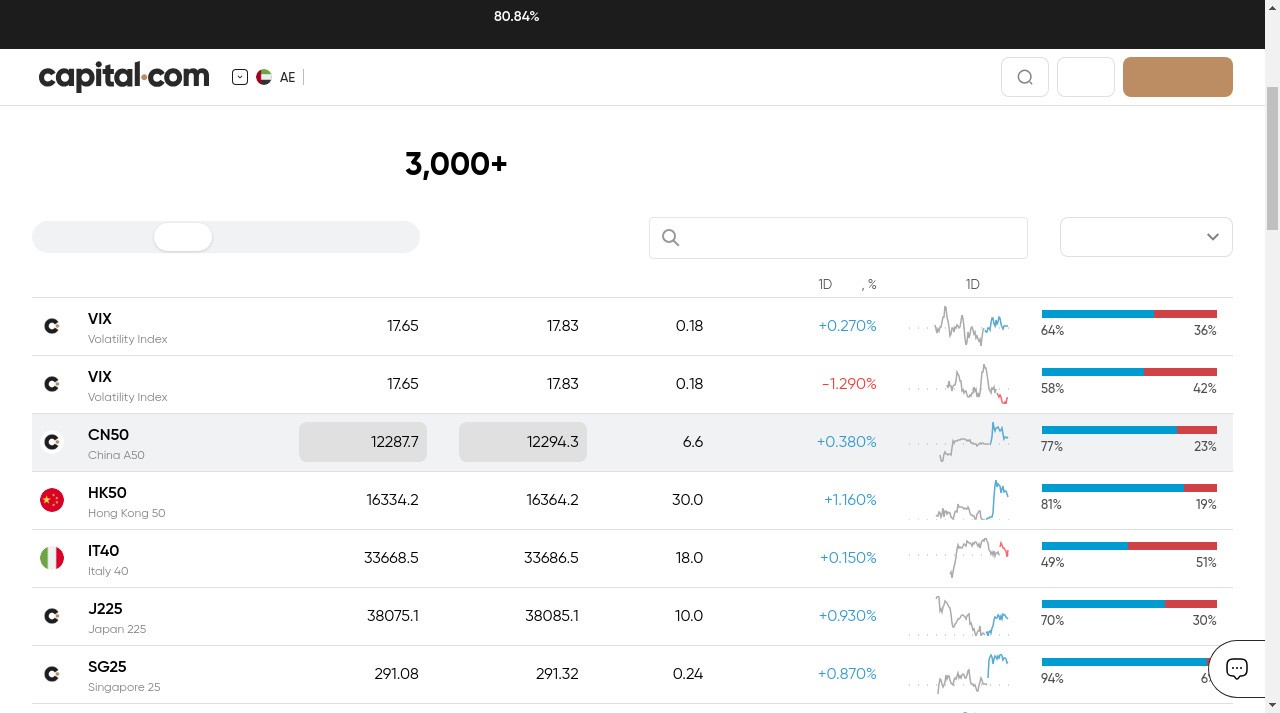 80.84%
capital.com
AE
3,000+
1D , % 1D
VIX 17.65 17.83 0.18 +0.270% 64% 36%
Volatility Index
VIX 17.65 17.83 0.18 -1.290% 58% 42%
Volatility Index
CN50 12287.7 12294.3 6.6 +0.380% 77% 23%
China A50
HK50 16334.2 16364.2 30.0 +1.160% 81% 19%
Hong Kong 50
IT40 33668.5 33686.5 18.0 +0.150% 49% 51%
Italy 40
J225 38075.1 38085.1 10.0 +0.930% 70% 30%
Japan 225
SG25 291.08 291.32 0.24 +0.870% 94%
Singapore 25